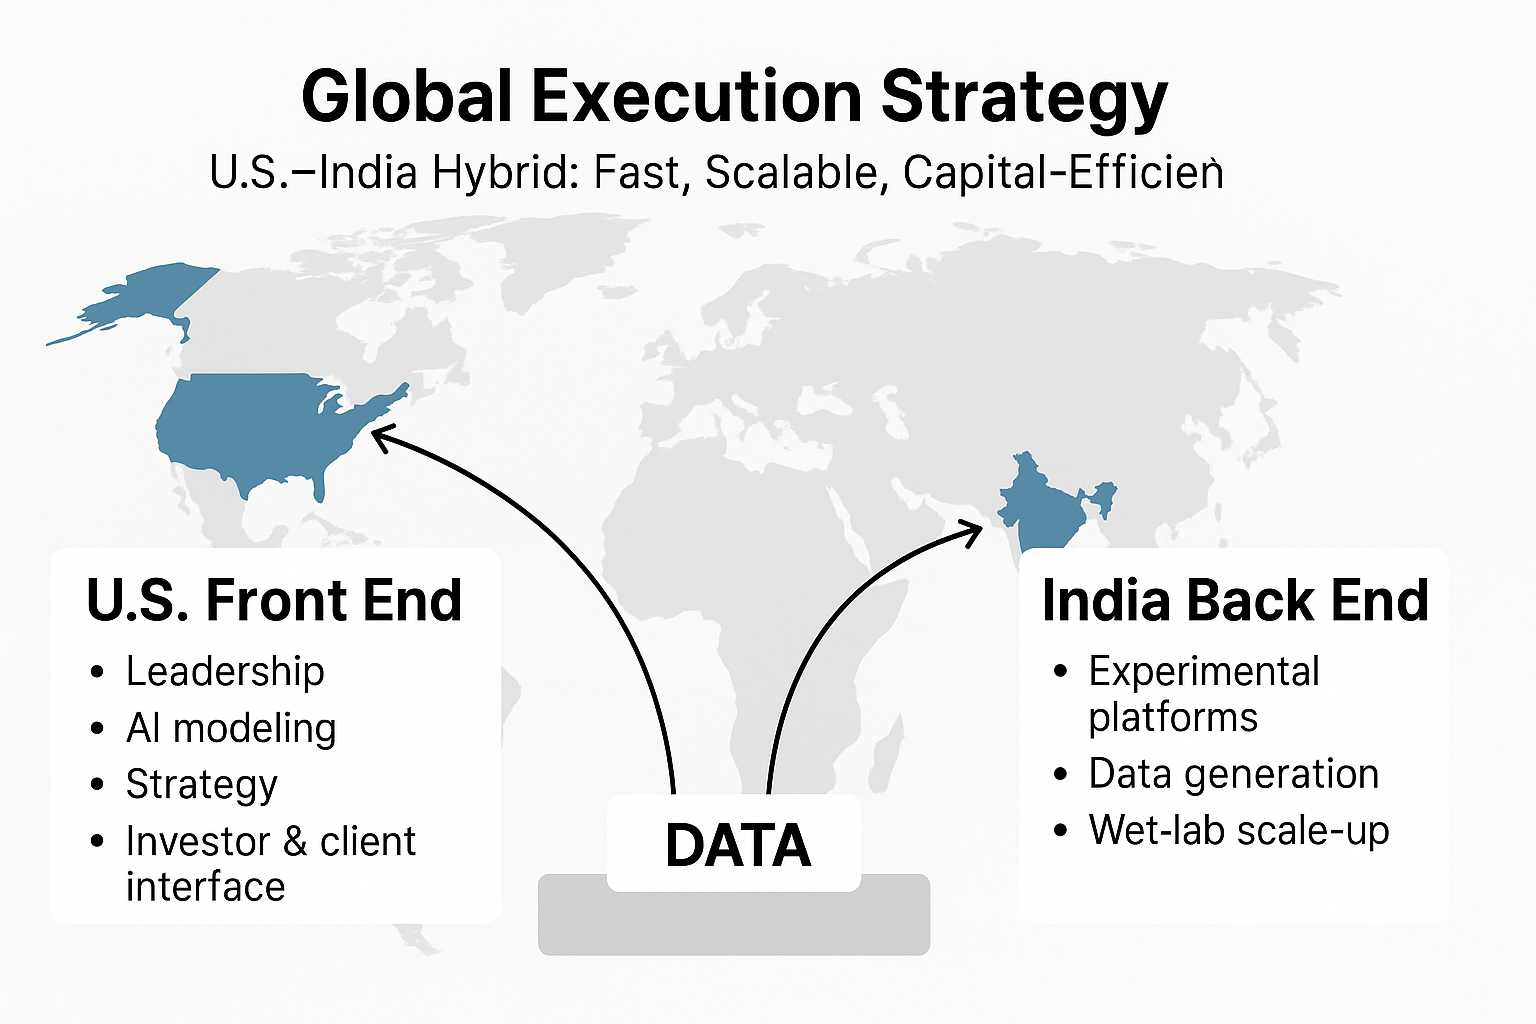 Global Execution Strategy
U.S.–India Hybrid: Fast, Scalable, Capital-Efficien
U.S. Front End
• Leadership
• AI modeling
• Strategy
• Investor & client
interface
DATA
India Back End
• Experimental
platforms
• Data generation
• Wet-lab scale-up